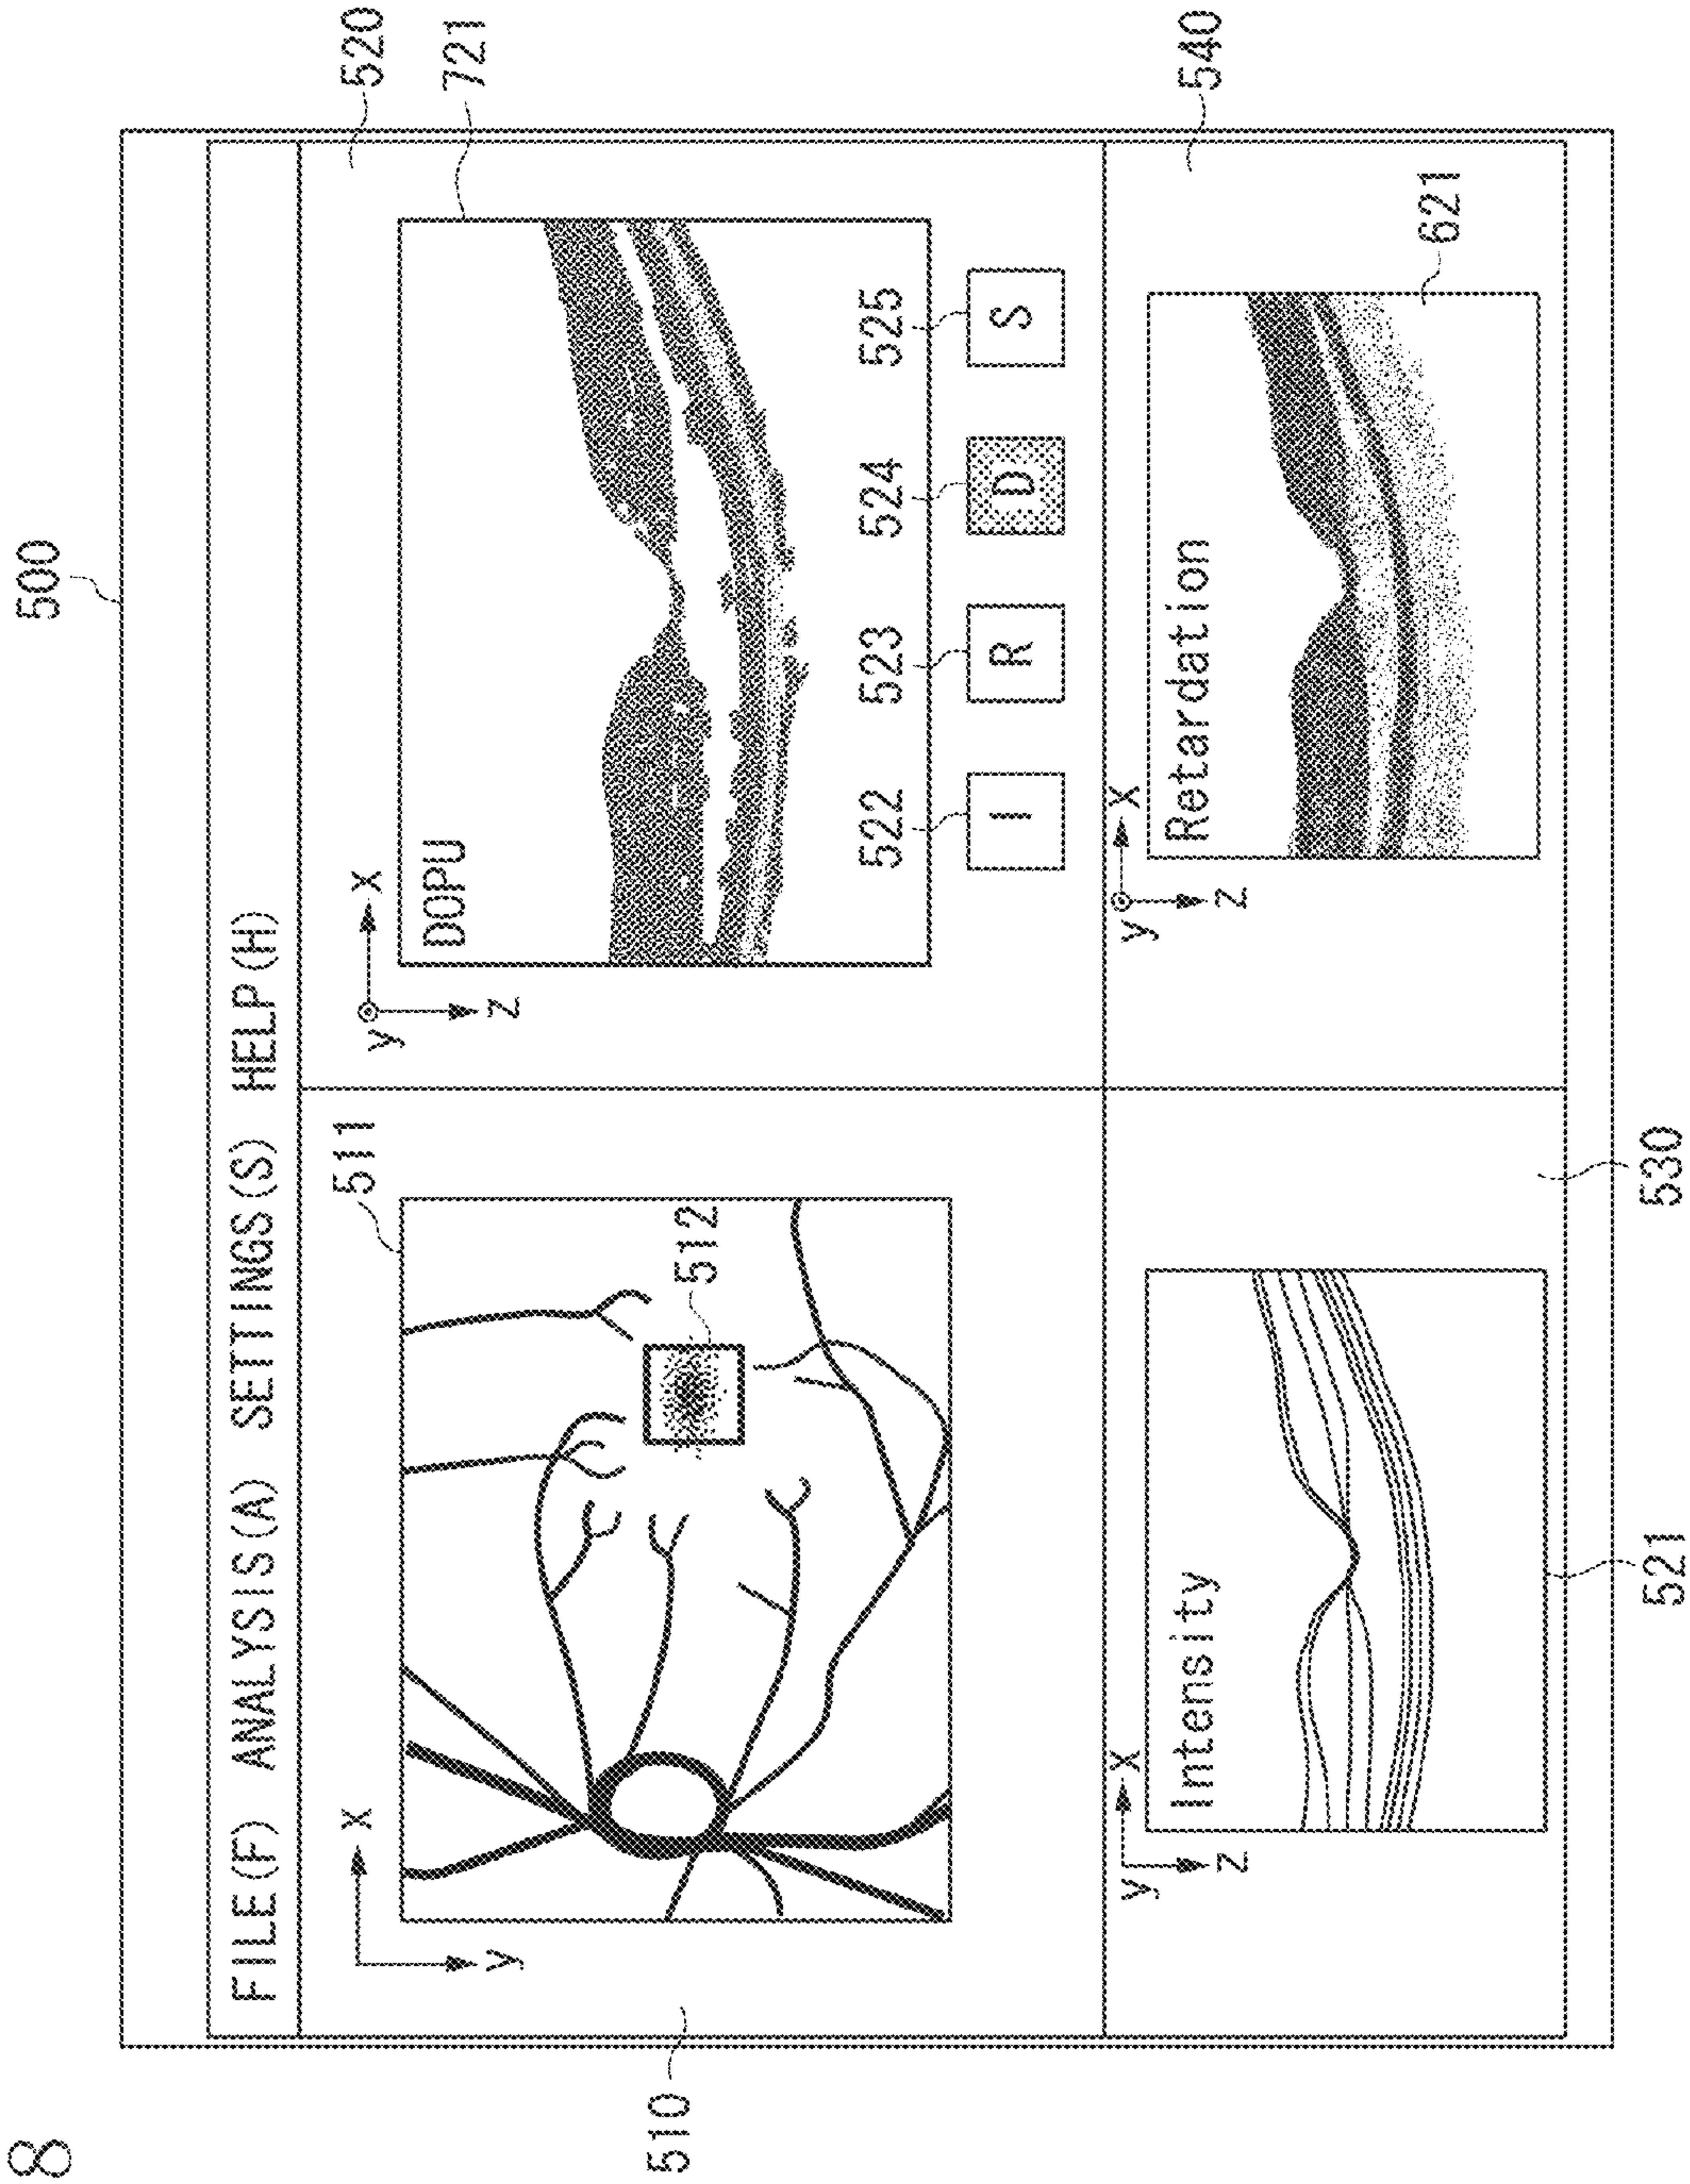 8
500
FILE(F) ANALYSIS(A) SETTINGS(S) HELP(H)
510
x
y
511
512
520
721
x
y
z
DOPU
522
523
524
525
I
R
D
S
530
x
y
z
Intensity
521
540
x
y
z
Retardation
621